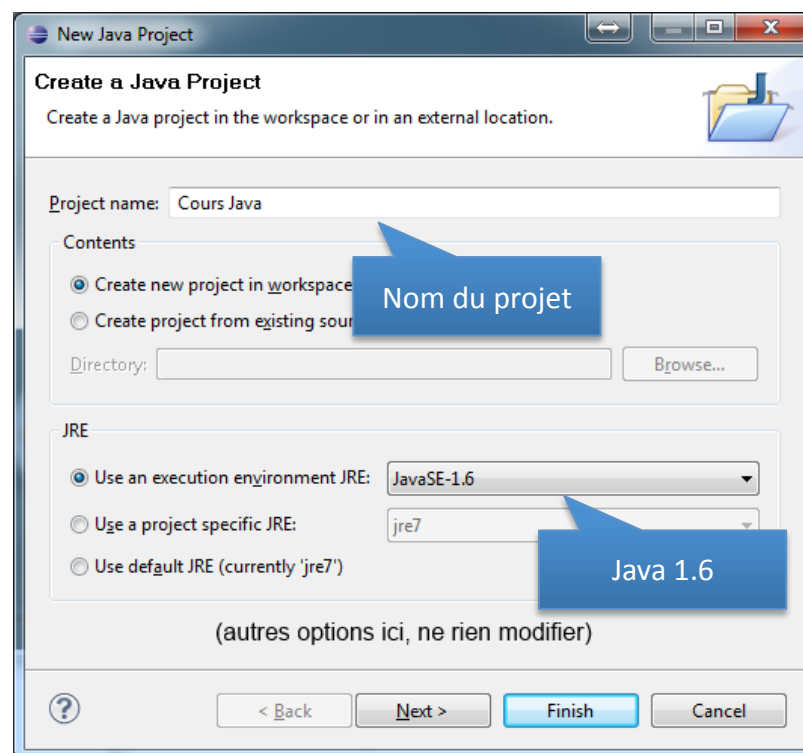 New Java Project
Create a Java Project
Create a Java project in the workspace or in an external location.
Project name: Cours Java
Contents
Create new project in workspace
Nom du projet
Create project from existing sour
Directory: Browse...
JRE
Use an execution environment JRE: JavaSE-1.6
Use a project specific JRE: jre7
Java 1.6
Use default JRE (currently 'jre7')
(autres options ici, ne rien modifier)
? < Back Next > Finish Cancel